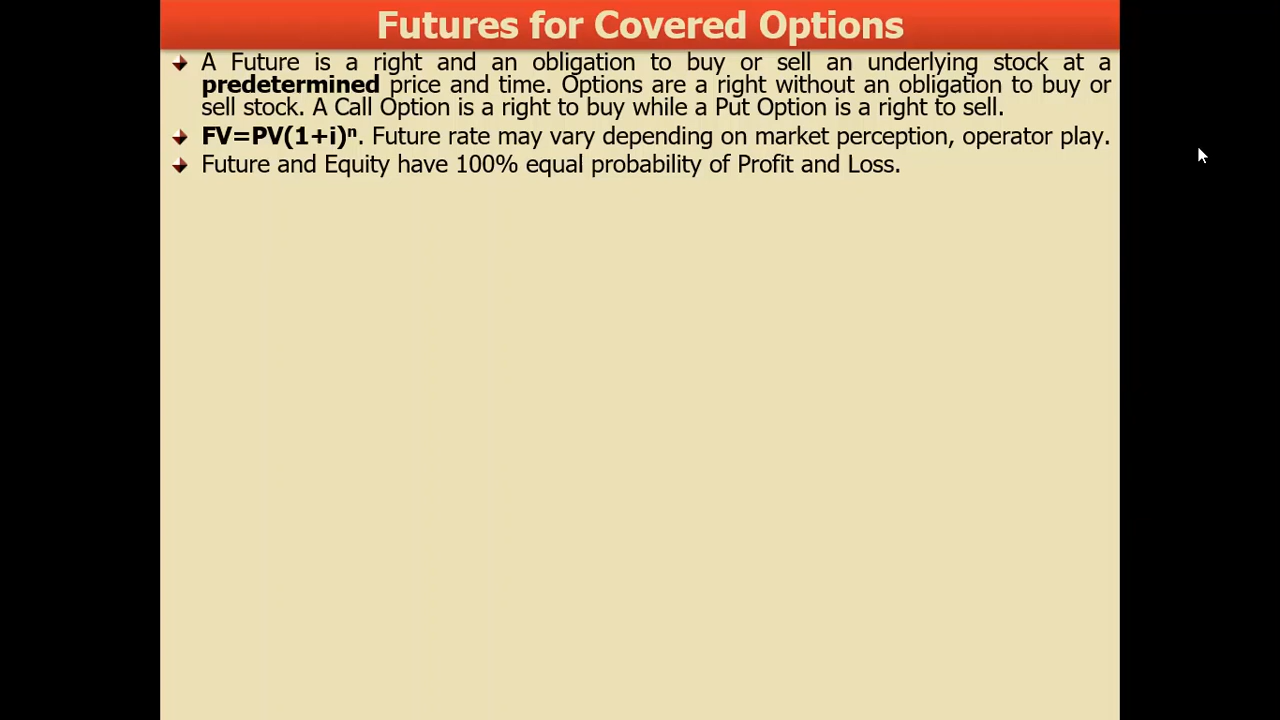 Futures for Covered Options
A Future is a right and an obligation to buy or sell an underlying stock at a
predetermined price and time. Options are a right without an obligation to buy or
sell stock. A Call Option is a right to buy while a Put Option is a right to sell.
FV=PV(1+i)ⁿ. Future rate may vary depending on market perception, operator play.
Future and Equity have 100% equal probability of Profit and Loss.